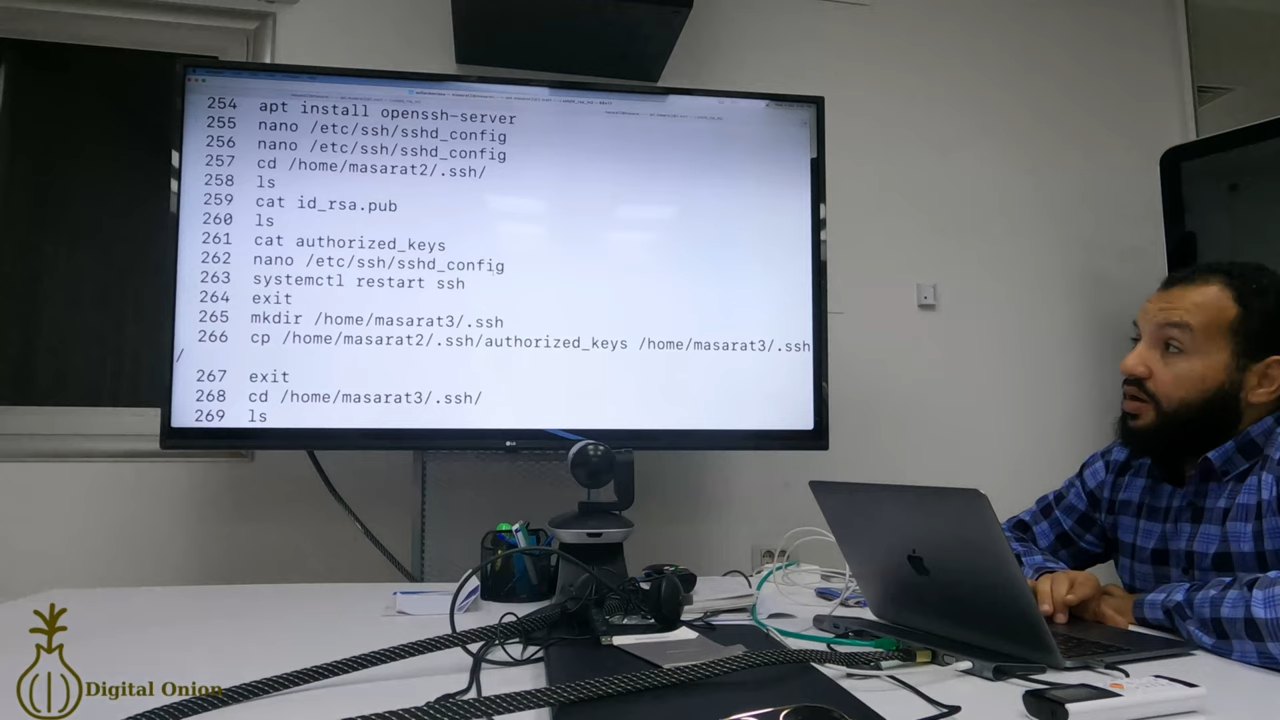 254 apt install openssh-server
255 nano /etc/ssh/sshd_config
256 nano /etc/ssh/sshd_config
257 cd /home/masarat2/.ssh/
258 ls
259 cat id_rsa.pub
260 ls
261 cat authorized_keys
262 nano /etc/ssh/sshd_config
263 systemctl restart ssh
264 exit
265 mkdir /home/masarat3/.ssh
266 cp /home/masarat2/.ssh/authorized_keys /home/masarat3/.ssh
/
267 exit
268 cd /home/masarat3/.ssh/
269 ls
LG
Digital Onion